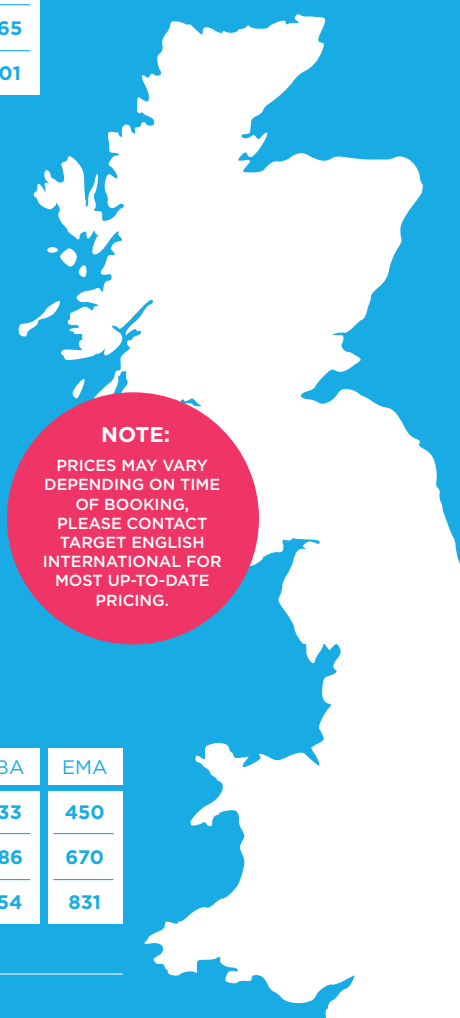 65
01
NOTE:
PRICES MAY VARY
DEPENDING ON TIME
OF BOOKING,
PLEASE CONTACT
TARGET ENGLISH
INTERNATIONAL FOR
MOST UP-TO-DATE
PRICING.
BA EMA
33 450
86 670
54 831